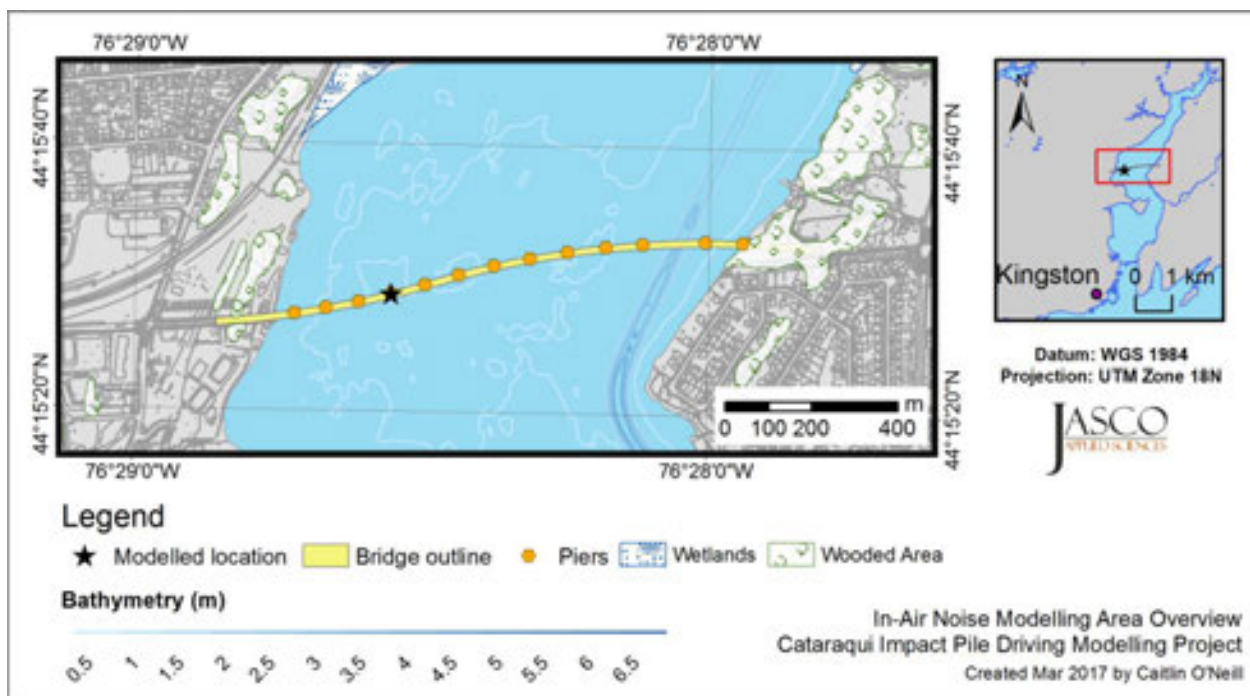 76°29'0"W
76°28'0"W
44°15'40"N
44°15'40"N
44°15'20"N
44°15'20"N
m
0 100 200 400
76°29'0"W
76°28'0"W
N
Kingston
0 1 km
Datum: WGS 1984
Projection: UTM Zone 18N
JASCO
APPLIED SCIENCES
Legend
Modelled location
Bridge outline
Piers
Wetlands
Wooded Area
Bathymetry (m)
0.5 1 1.5 2 2.5 3 3.5 4 4.5 5 5.5 6 6.5
In-Air Noise Modelling Area Overview
Cataraqui Impact Pile Driving Modelling Project
Created Mar 2017 by Caitlin O'Neill